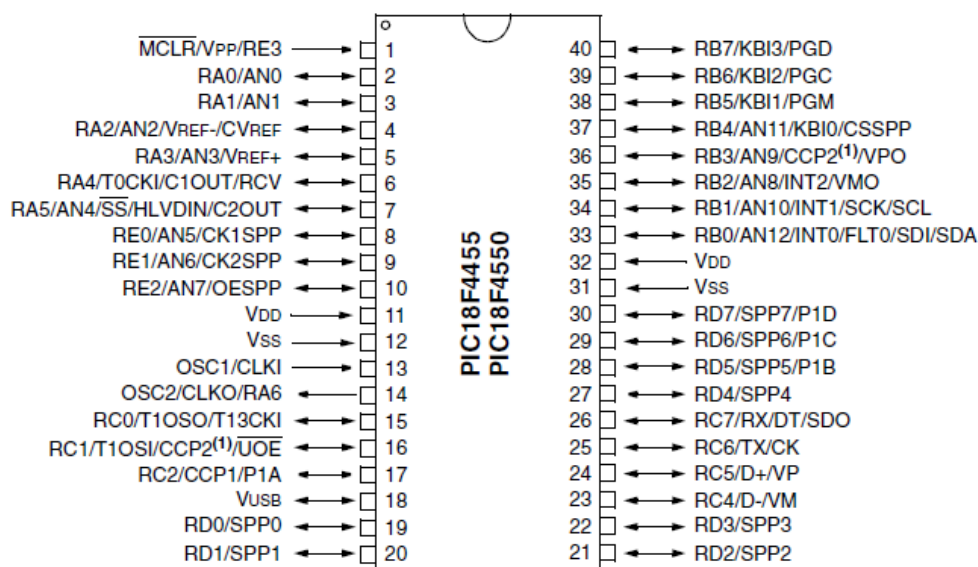 MCLR/VPP/RE3 1
RA0/AN0 2
RA1/AN1 3
RA2/AN2/VREF-/CVREF 4
RA3/AN3/VREF+ 5
RA4/T0CKI/C1OUT/RCV 6
RA5/AN4/SS/HLVDIN/C2OUT 7
RE0/AN5/CK1SPP 8
RE1/AN6/CK2SPP 9
RE2/AN7/OESPP 10
VDD 11
VSS 12
OSC1/CLKI 13
OSC2/CLKO/RA6 14
RC0/T1OSO/T13CKI 15
RC1/T1OSI/CCP2(1)/UOE 16
RC2/CCP1/P1A 17
VUSB 18
RD0/SPP0 19
RD1/SPP1 20
PIC18F4455
PIC18F4550
40 RB7/KBI3/PGD
39 RB6/KBI2/PGC
38 RB5/KBI1/PGM
37 RB4/AN11/KBI0/CSSPP
36 RB3/AN9/CCP2(1)/VPO
35 RB2/AN8/INT2/VMO
34 RB1/AN10/INT1/SCK/SCL
33 RB0/AN12/INT0/FLT0/SDI/SDA
32 VDD
31 VSS
30 RD7/SPP7/P1D
29 RD6/SPP6/P1C
28 RD5/SPP5/P1B
27 RD4/SPP4
26 RC7/RX/DT/SDO
25 RC6/TX/CK
24 RC5/D+/VP
23 RC4/D-/VM
22 RD3/SPP3
21 RD2/SPP2